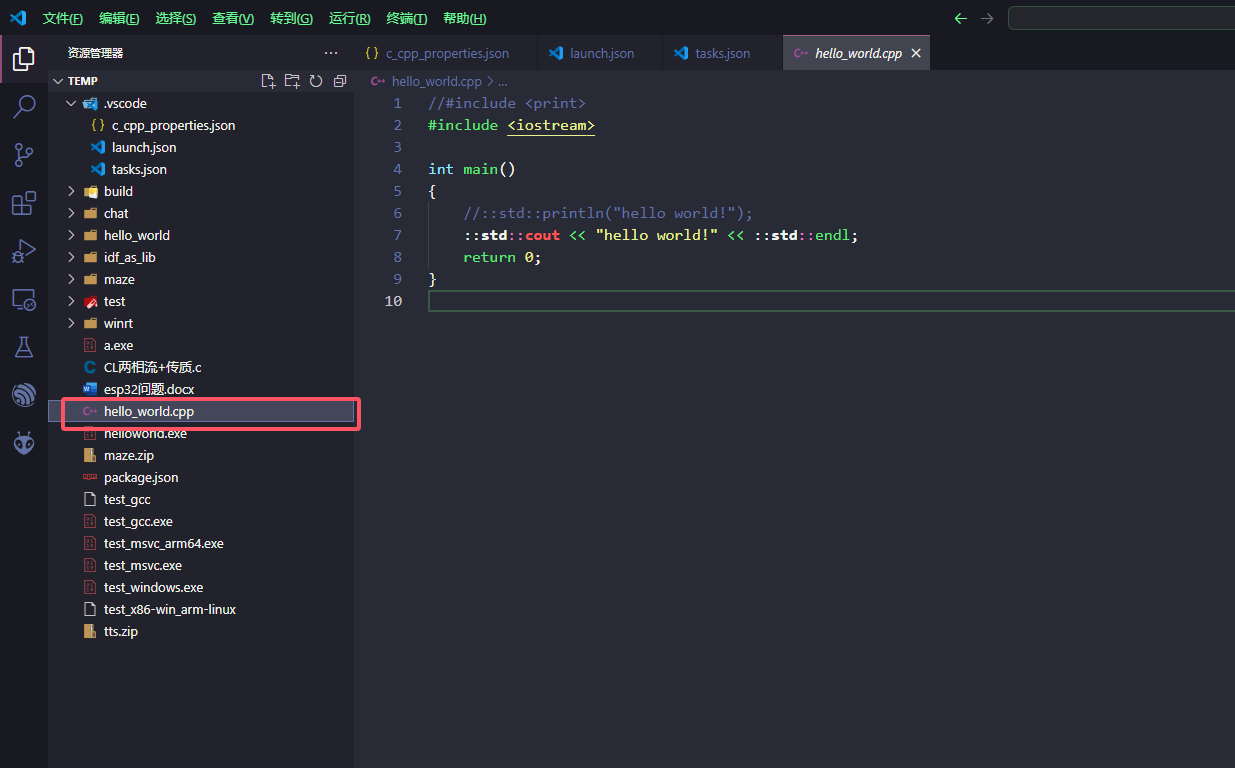 文件(F) 编辑(E) 选择(S) 查看(V) 转到(G) 运行(R) 终端(T) 帮助(H)
资源管理器 ···
{} c_cpp_properties.json launch.json tasks.json C++ hello_world.cpp ×
TEMP
C++ hello_world.cpp > ...
.vscode
{} c_cpp_properties.json
launch.json
tasks.json
build
chat
hello_world
idf_as_lib
maze
test
winrt
a.exe
C CL两相流+传质.c
esp32问题.docx
C++ hello_world.cpp
helloworld.exe
maze.zip
package.json
test_gcc
test_gcc.exe
test_msvc_arm64.exe
test_msvc.exe
test_windows.exe
test_x86-win_arm-linux
tts.zip
1 //#include <print>
2 #include <iostream>
3
4 int main()
5 {
6 //::std::println("hello world!");
7 ::std::cout << "hello world!" << ::std::endl;
8 return 0;
9 }
10